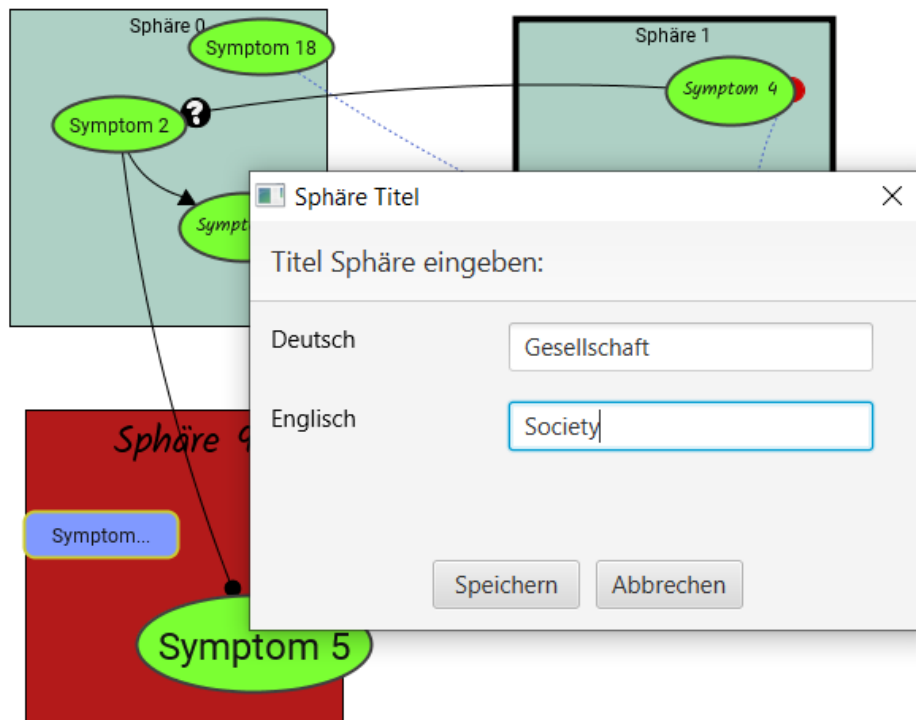 Sphäre 0
Symptom 18
Sphäre 1
Symptom 4
Symptom 2
?
Sphäre Titel
Titel Sphäre eingeben:
Deutsch
Gesellschaft
Englisch
Society
Sphäre
Symptom...
Speichern
Abbrechen
Symptom 5